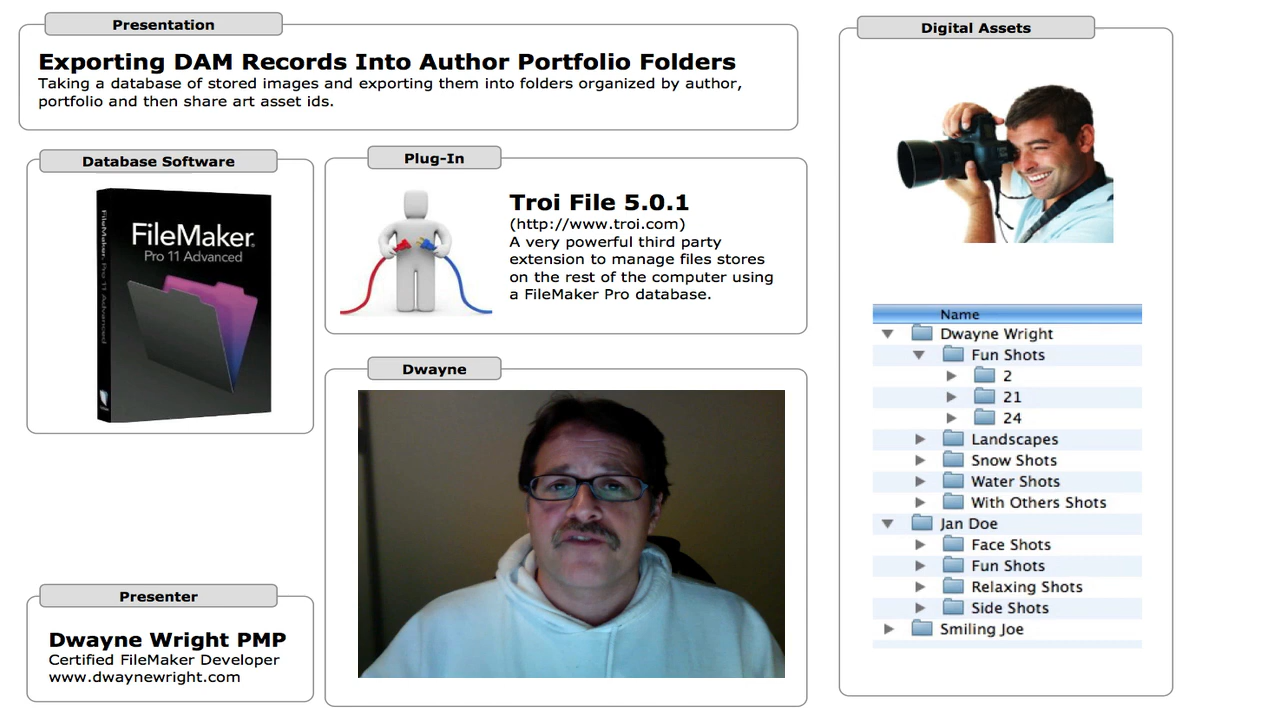 Presentation
Exporting DAM Records Into Author Portfolio Folders
Taking a database of stored images and exporting them into folders organized by author,
portfolio and then share art asset ids.
Database Software
FileMaker Pro 11 Advanced
FileMaker.
Pro 11 Advanced
Plug-In
Troi File 5.0.1
(http://www.troi.com)
A very powerful third party
extension to manage files stores
on the rest of the computer using
a FileMaker Pro database.
Dwayne
Presenter
Dwayne Wright PMP
Certified FileMaker Developer
www.dwaynewright.com
Digital Assets
Name
Dwayne Wright
Fun Shots
2
21
24
Landscapes
Snow Shots
Water Shots
With Others Shots
Jan Doe
Face Shots
Fun Shots
Relaxing Shots
Side Shots
Smiling Joe